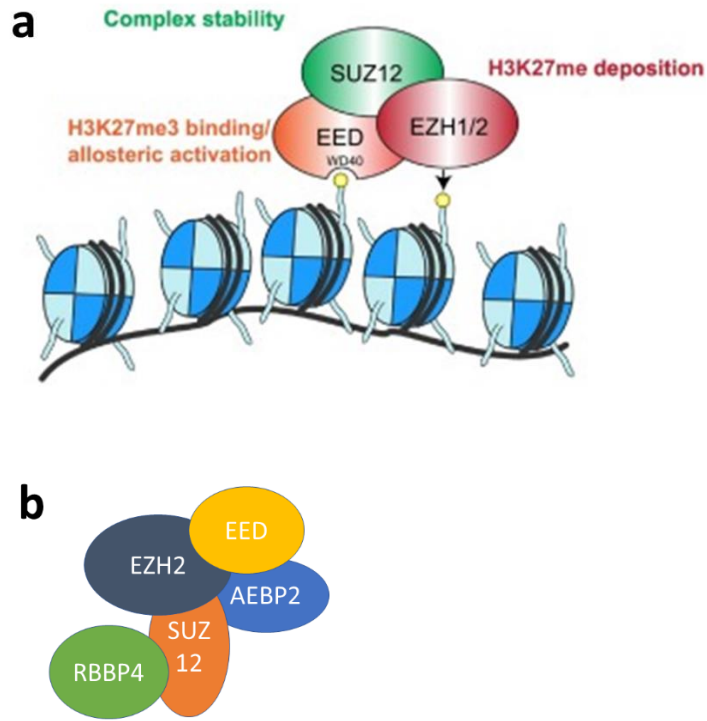 a
Complex stability
SUZ12
H3K27me deposition
H3K27me3 binding/
allosteric activation
EED
WD40
EZH1/2
b
EED
EZH2
AEBP2
SUZ
12
RBBP4